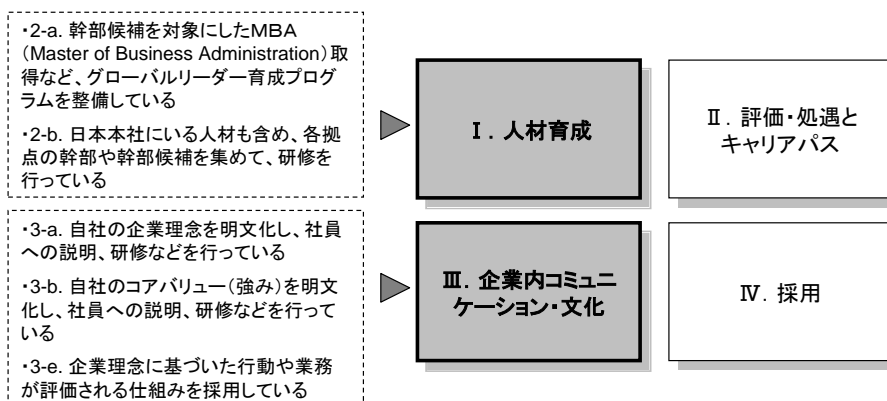 ・2-a. 幹部候補を対象にしたMBA
（Master of Business Administration）取
得など、グローバルリーダー育成プログ
ラムを整備している
・2-b. 日本本社にいる人材も含め、各拠
点の幹部や幹部候補を集めて、研修を
行っている
Ⅰ. 人材育成
Ⅱ. 評価・処遇と
キャリアパス
・3-a. 自社の企業理念を明文化し、社員
への説明、研修などを行っている
・3-b. 自社のコアバリュー（強み）を明文
化し、社員への説明、研修などを行って
いる
・3-e. 企業理念に基づいた行動や業務
が評価される仕組みを採用している
Ⅲ. 企業内コミュニ
ケーション・文化
Ⅳ. 採用